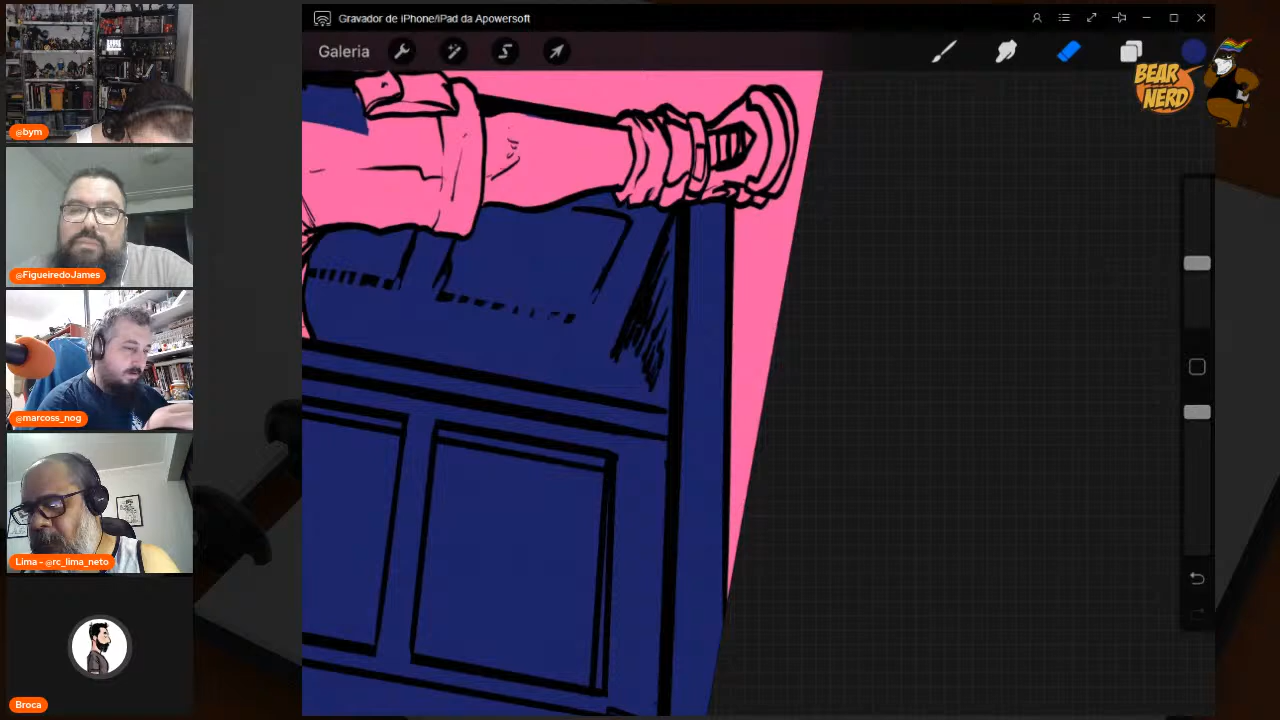 Gravador de iPhone/iPad da Apowersoft
Galeria
BEAR
NERD
@bym
@FigueiredoJames
@marcoss_nog
Lima - @rc_lima_neto
Broca